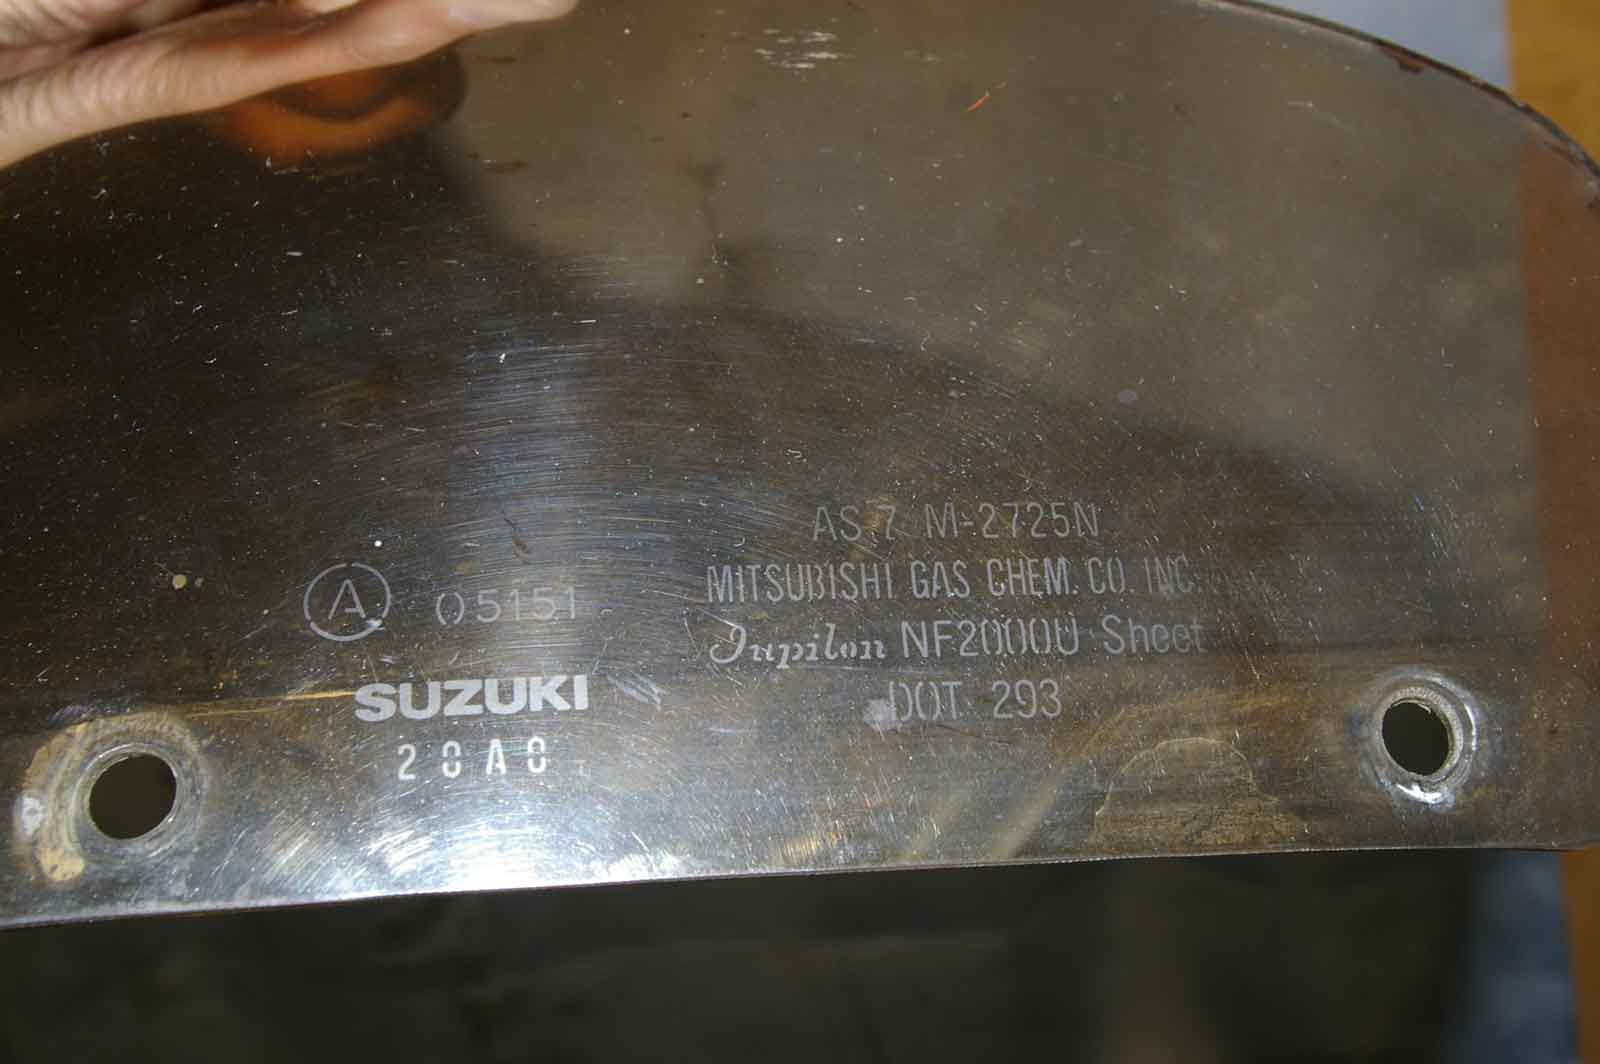 AS 7 M-2725N
MITSUBISHI GAS CHEM. CO. INC.
Iupilon NF2000U Sheet
DOT 293
A 05151
SUZUKI
28A0